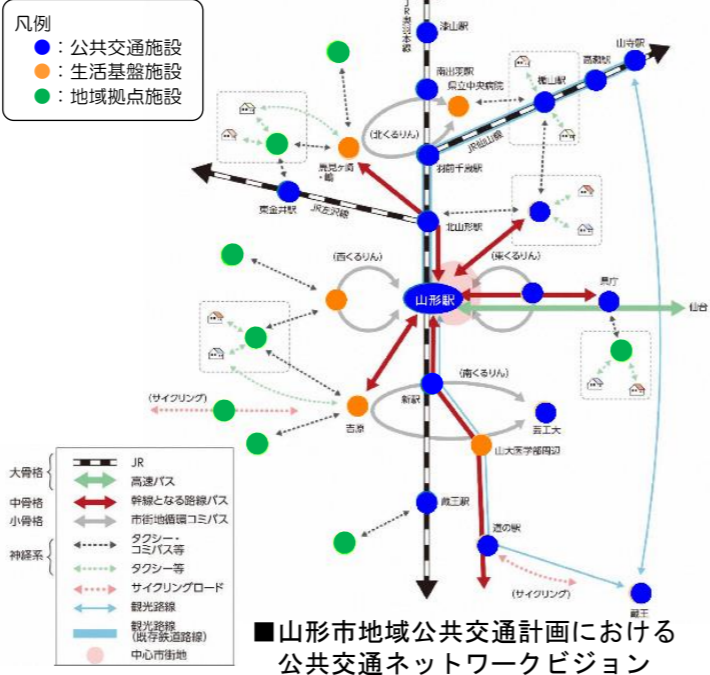 凡例
：公共交通施設
：生活基盤施設
：地域拠点施設
漆山駅
南出羽駅
県立中央病院
楯山駅
高瀬駅
山寺駅
(北くるりん)
JR仙山線
羽前千歳駅
東金井駅
JR左沢線
北山形駅
(西くるりん)
(東くるりん)
山形駅
県庁
仙台
(南くるりん)
新駅
(サイクリング)
吉原
芸工大
山大医学部周辺
蔵王駅
道の駅
(サイクリング)
蔵王
大骨格
中骨格
小骨格
神経系
JR
高速バス
幹線となる路線バス
市街地循環コミバス
タクシー・
コミバス等
タクシー等
サイクリングロード
観光路線
観光路線
(既存鉄道路線)
中心市街地
■山形市地域公共交通計画における
公共交通ネットワークビジョン